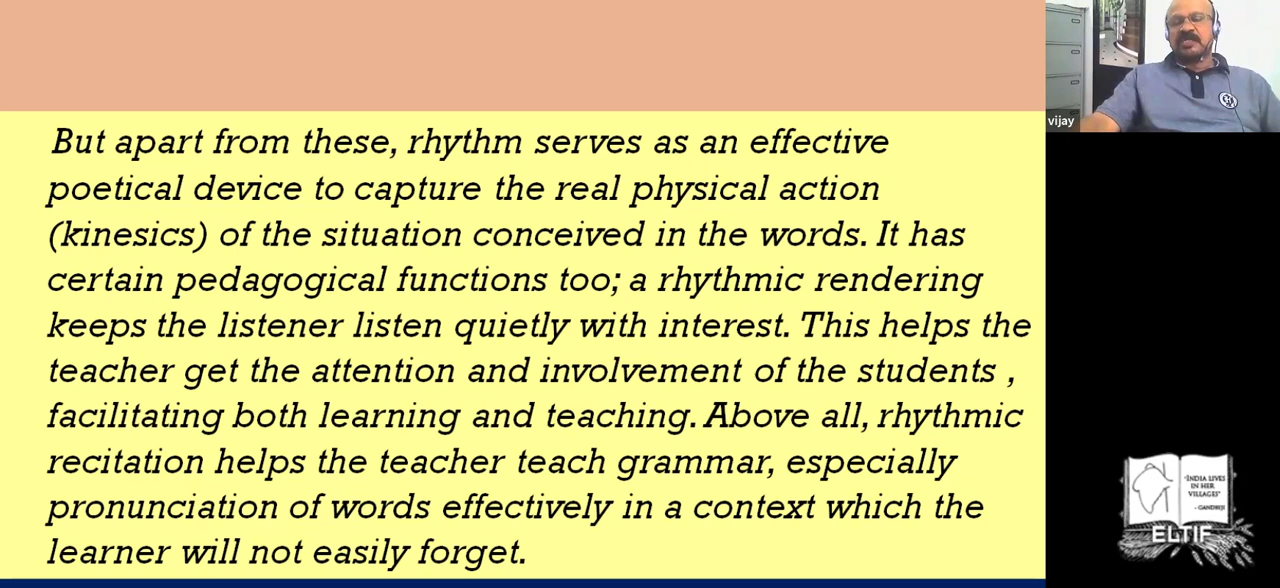 But apart from these, rhythm serves as an effective
poetical device to capture the real physical action
(kinesics) of the situation conceived in the words. It has
certain pedagogical functions too; a rhythmic rendering
keeps the listener listen quietly with interest. This helps the
teacher get the attention and involvement of the students ,
facilitating both learning and teaching. Above all, rhythmic
recitation helps the teacher teach grammar, especially
pronunciation of words effectively in a context which the
learner will not easily forget.
vijay
"INDIA LIVES
IN HER
VILLAGES"
- GANDHIJI
ELTIF